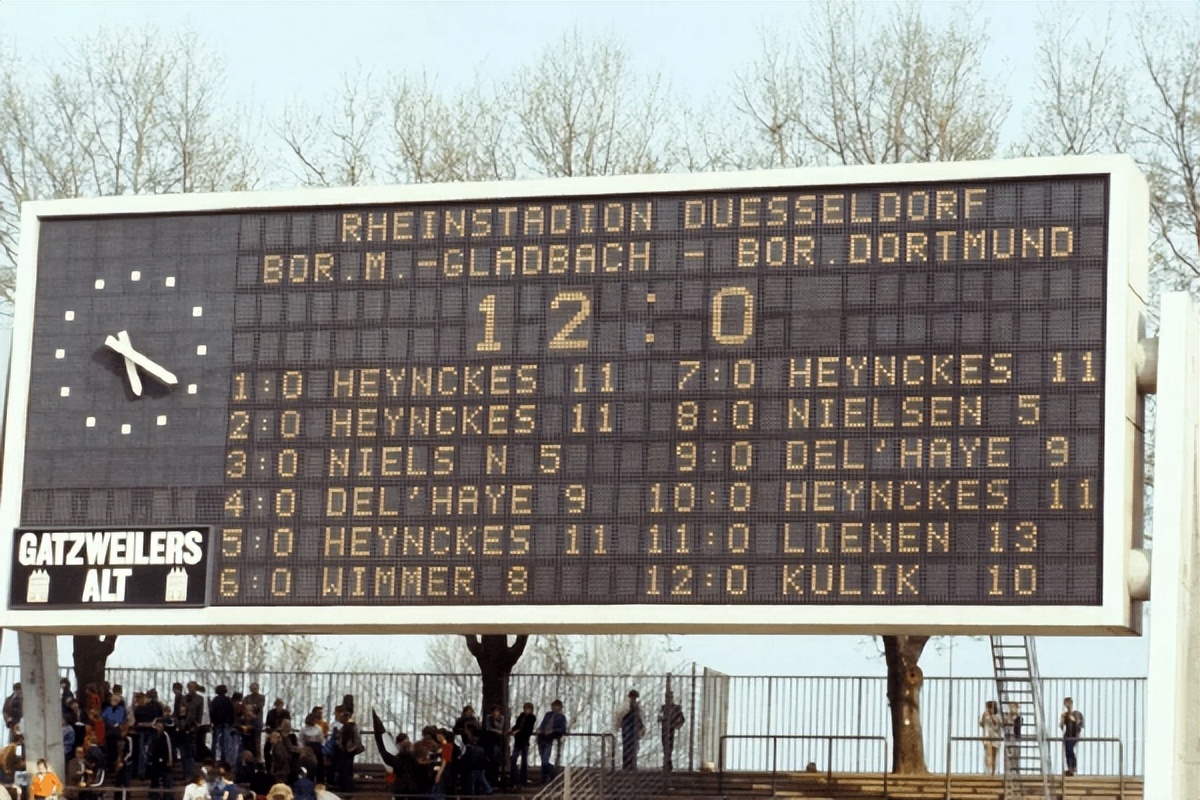 RHEINSTADION DUESSELDORF
BOR.M.-GLADBACH - BOR.DORTMUND
12:0
1:0 HEYNCKES 11 7:0 HEYNCKES 11
2:0 HEYNCKES 11 8:0 NIELSEN 5
3:0 NIELS N 5 9:0 DEL'HAYE 9
4:0 DEL'HAYE 9 10:0 HEYNCKES 11
5:0 HEYNCKES 11 11:0 LIENEN 13
6:0 WIMMER 8 12:0 KULIK 10
GATZWEILERS
ALT